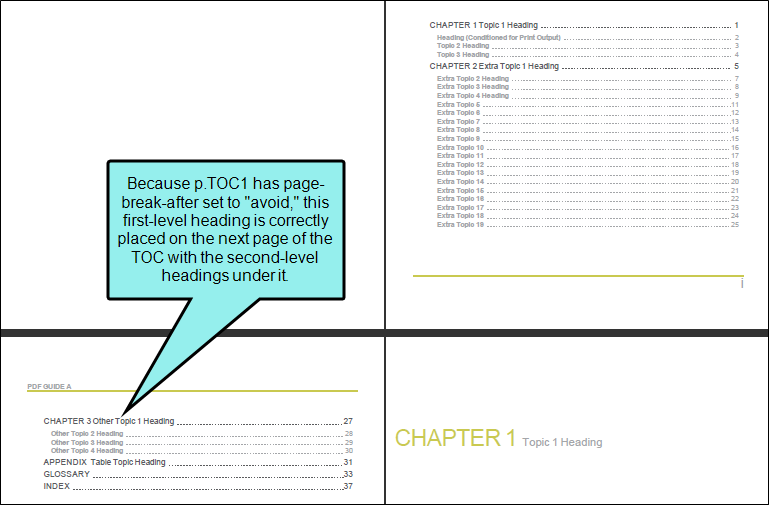 CHAPTER 1 Topic 1 Heading 1
Heading (Conditioned for Print Output) 2
Topic 2 Heading 3
Topic 3 Heading 4
CHAPTER 2 Extra Topic 1 Heading 5
Extra Topic 2 Heading 7
Extra Topic 3 Heading 8
Extra Topic 4 Heading 9
Extra Topic 5 11
Extra Topic 6 12
Extra Topic 7 13
Extra Topic 8 14
Extra Topic 9 15
Extra Topic 10 16
Extra Topic 11 17
Extra Topic 12 18
Extra Topic 13 19
Extra Topic 14 20
Extra Topic 15 21
Extra Topic 16 22
Extra Topic 17 23
Extra Topic 18 24
Extra Topic 19 25
i
Because p.TOC1 has page-
break-after set to "avoid," this
first-level heading is correctly
placed on the next page of the
TOC with the second-level
headings under it.
PDF GUIDE A
CHAPTER 3 Other Topic 1 Heading 27
Other Topic 2 Heading 28
Other Topic 3 Heading 29
Other Topic 4 Heading 30
APPENDIX Table Topic Heading 31
GLOSSARY 33
INDEX 37
CHAPTER 1 Topic 1 Heading